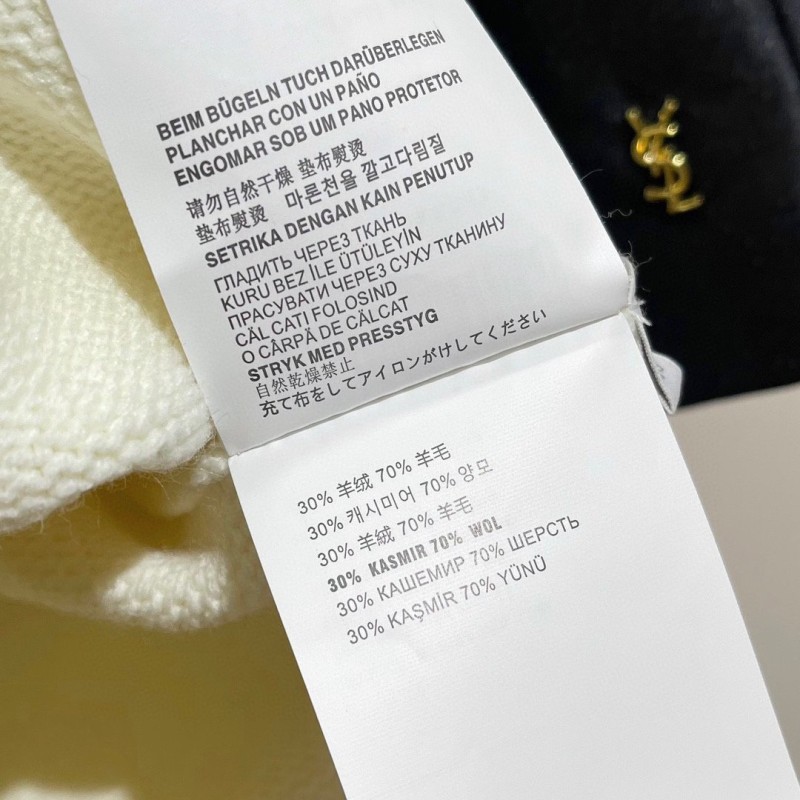 BEIM BÜGELN TUCH DARÜBERLEGEN
PLANCHAR CON UN PAÑO
ENGOMAR SOB UM PANO PROTETOR
请勿自然干燥 垫布熨烫
垫布熨烫 마른천을 깔고다림질
SETRIKA DENGAN KAIN PENUTUP
ГЛАДИТЬ ЧЕРЕЗ ТКАНЬ
KURU BEZ İLE ÜTÜLEYİN
ПРАСУВАТИ ЧЕРЕЗ СУХУ ТКАНИНУ
CĂL CATI FOLOSIND
O CÂRPĂ DE CĂLCAT
STRYK MED PRESSTYG
自然乾燥禁止
充て布をしてアイロンがけしてください
30% 羊绒 70% 羊毛
30% 캐시미어 70% 양모
30% 羊絨 70% 羊毛
30% KASMIR 70% WOL
30% КАШЕМИР 70% ШЕРСТЬ
30% KAŞMİR 70% YÜNÜ
YSL